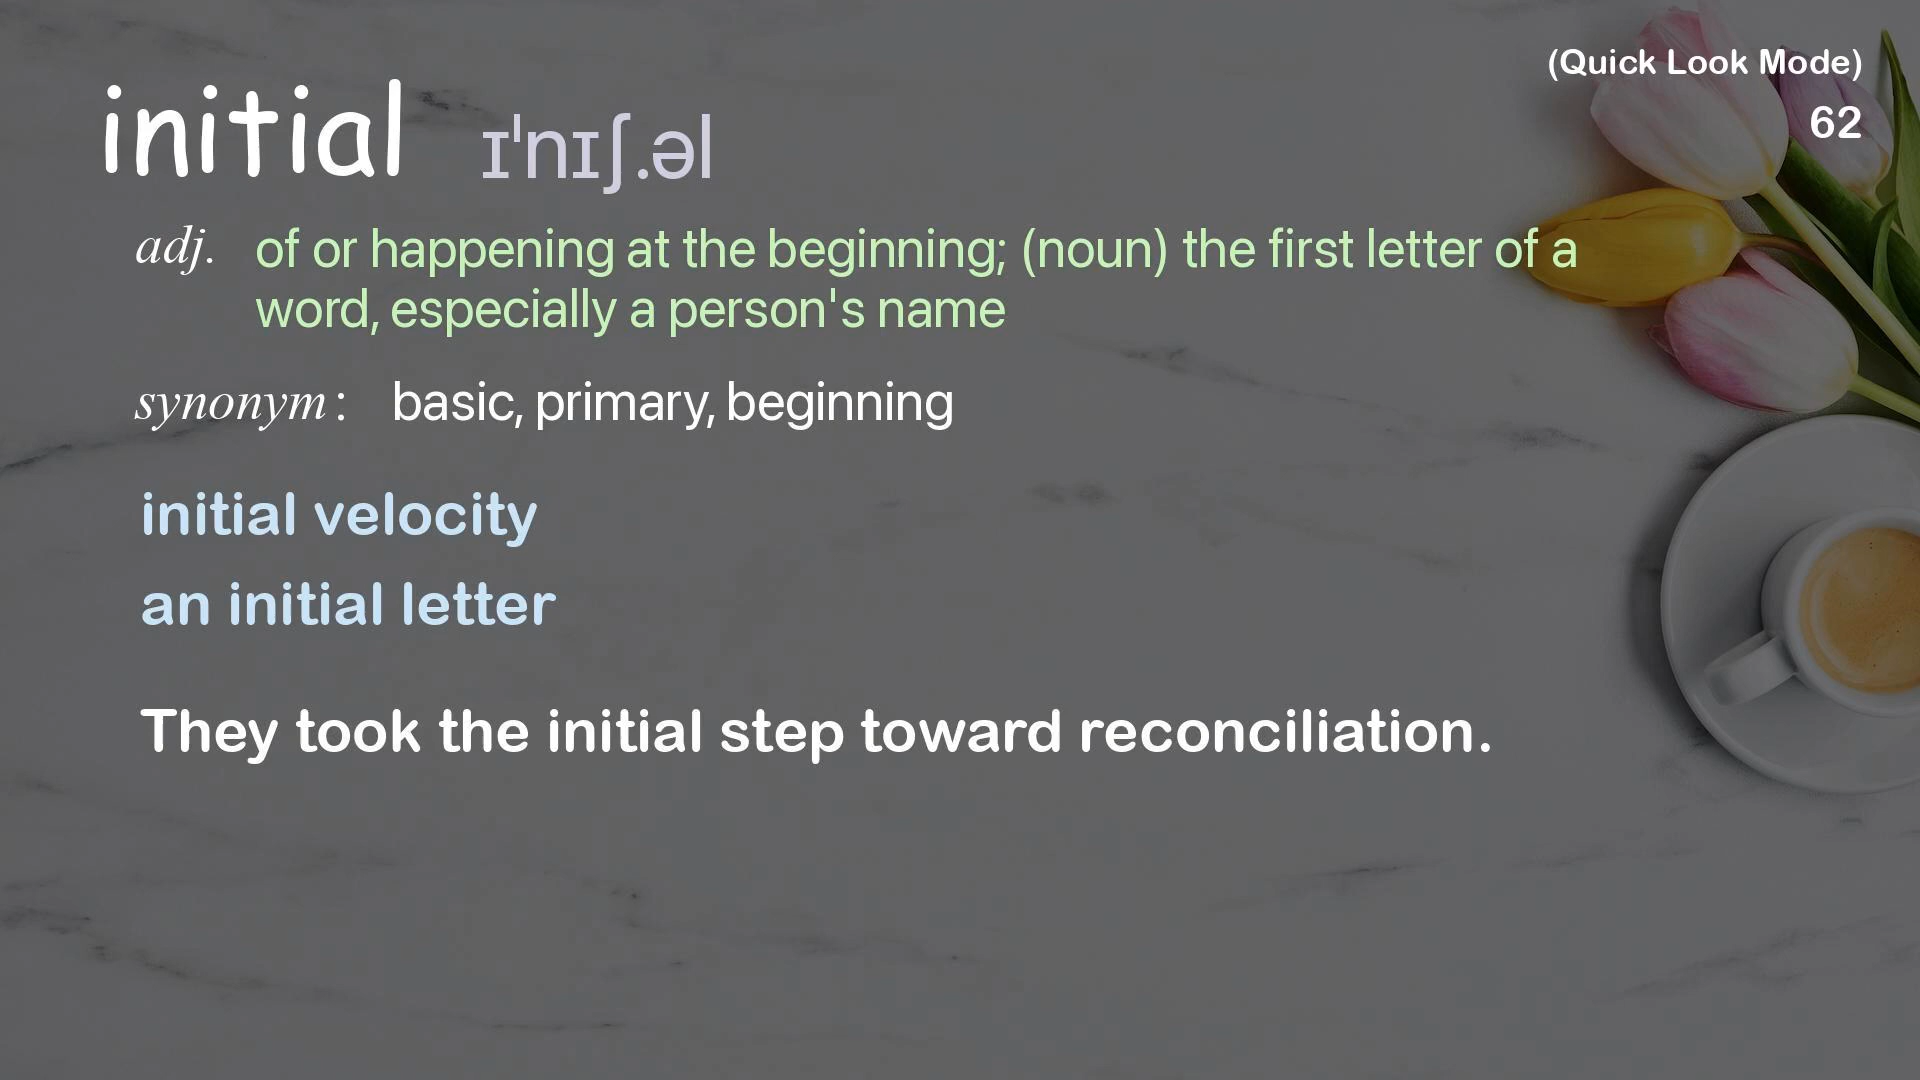 (Quick Look Mode)
62
initial ɪˈnɪʃ.əl
adj. of or happening at the beginning; (noun) the first letter of a
word, especially a person's name
synonym: basic, primary, beginning
initial velocity
an initial letter
They took the initial step toward reconciliation.